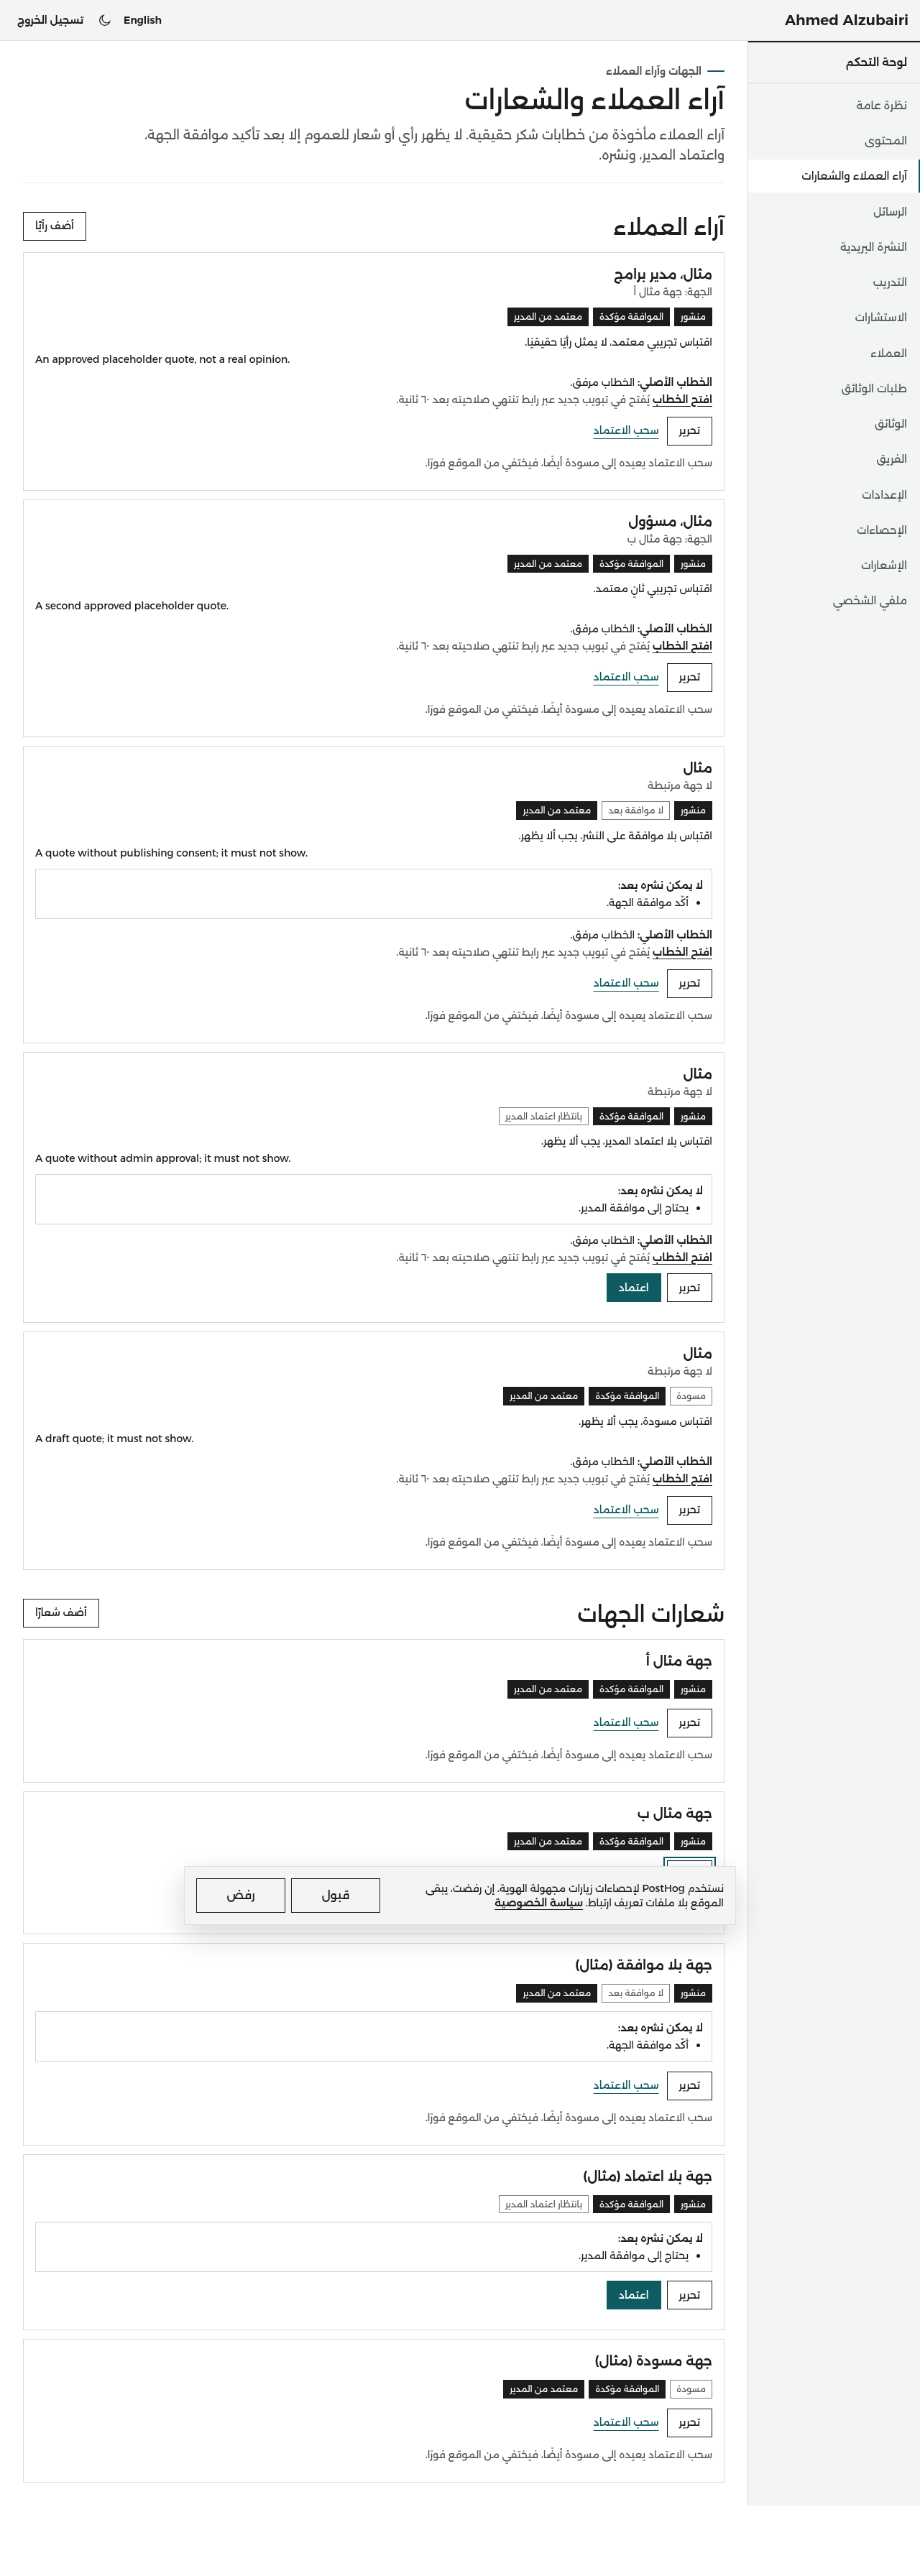 Ahmed Alzubairi
English
تسجيل الخروج
لوحة التحكم
نظرة عامة
المحتوى
آراء العملاء والشعارات
الرسائل
النشرة البريدية
التدريب
الاستشارات
العملاء
طلبات الوثائق
الوثائق
الفريق
الإعدادات
الإحصاءات
الإشعارات
ملفي الشخصي
الجهات وآراء العملاء
آراء العملاء والشعارات
آراء العملاء مأخوذة من خطابات شكر حقيقية. لا يظهر رأي أو شعار للعموم إلا بعد تأكيد موافقة الجهة،
واعتماد المدير، ونشره.
آراء العملاء
أضف رأيًا
مثال، مدير برامج
الجهة: جهة مثال أ
منشور الموافقة مؤكدة معتمد من المدير
اقتباس تجريبي معتمد، لا يمثل رأيًا حقيقيًا.
An approved placeholder quote, not a real opinion.
الخطاب الأصلي: الخطاب مرفق.
افتح الخطاب يُفتح في تبويب جديد عبر رابط تنتهي صلاحيته بعد ٦٠ ثانية.
تحرير سحب الاعتماد
سحب الاعتماد يعيده إلى مسودة أيضًا، فيختفي من الموقع فورًا.
مثال، مسؤول
الجهة: جهة مثال ب
منشور الموافقة مؤكدة معتمد من المدير
اقتباس تجريبي ثانٍ معتمد.
A second approved placeholder quote.
الخطاب الأصلي: الخطاب مرفق.
افتح الخطاب يُفتح في تبويب جديد عبر رابط تنتهي صلاحيته بعد ٦٠ ثانية.
تحرير سحب الاعتماد
سحب الاعتماد يعيده إلى مسودة أيضًا، فيختفي من الموقع فورًا.
مثال
لا جهة مرتبطة
منشور لا موافقة بعد معتمد من المدير
اقتباس بلا موافقة على النشر، يجب ألا يظهر.
A quote without publishing consent; it must not show.
لا يمكن نشره بعد:
• أكّد موافقة الجهة.
الخطاب الأصلي: الخطاب مرفق.
افتح الخطاب يُفتح في تبويب جديد عبر رابط تنتهي صلاحيته بعد ٦٠ ثانية.
تحرير سحب الاعتماد
سحب الاعتماد يعيده إلى مسودة أيضًا، فيختفي من الموقع فورًا.
مثال
لا جهة مرتبطة
منشور الموافقة مؤكدة بانتظار اعتماد المدير
اقتباس بلا اعتماد المدير، يجب ألا يظهر.
A quote without admin approval; it must not show.
لا يمكن نشره بعد:
• يحتاج إلى موافقة المدير.
الخطاب الأصلي: الخطاب مرفق.
افتح الخطاب يُفتح في تبويب جديد عبر رابط تنتهي صلاحيته بعد ٦٠ ثانية.
تحرير اعتماد
مثال
لا جهة مرتبطة
مسودة الموافقة مؤكدة معتمد من المدير
اقتباس مسودة، يجب ألا يظهر.
A draft quote; it must not show.
الخطاب الأصلي: الخطاب مرفق.
افتح الخطاب يُفتح في تبويب جديد عبر رابط تنتهي صلاحيته بعد ٦٠ ثانية.
تحرير سحب الاعتماد
سحب الاعتماد يعيده إلى مسودة أيضًا، فيختفي من الموقع فورًا.
شعارات الجهات
أضف شعارًا
جهة مثال أ
منشور الموافقة مؤكدة معتمد من المدير
تحرير سحب الاعتماد
سحب الاعتماد يعيده إلى مسودة أيضًا، فيختفي من الموقع فورًا.
جهة مثال ب
منشور الموافقة مؤكدة معتمد من المدير
نستخدم PostHog لإحصاءات زيارات مجهولة الهوية. إن رفضت، يبقى
الموقع بلا ملفات تعريف ارتباط. سياسة الخصوصية
قبول رفض
جهة بلا موافقة (مثال)
منشور لا موافقة بعد معتمد من المدير
لا يمكن نشره بعد:
• أكّد موافقة الجهة.
تحرير سحب الاعتماد
سحب الاعتماد يعيده إلى مسودة أيضًا، فيختفي من الموقع فورًا.
جهة بلا اعتماد (مثال)
منشور الموافقة مؤكدة بانتظار اعتماد المدير
لا يمكن نشره بعد:
• يحتاج إلى موافقة المدير.
تحرير اعتماد
جهة مسودة (مثال)
مسودة الموافقة مؤكدة معتمد من المدير
تحرير سحب الاعتماد
سحب الاعتماد يعيده إلى مسودة أيضًا، فيختفي من الموقع فورًا.